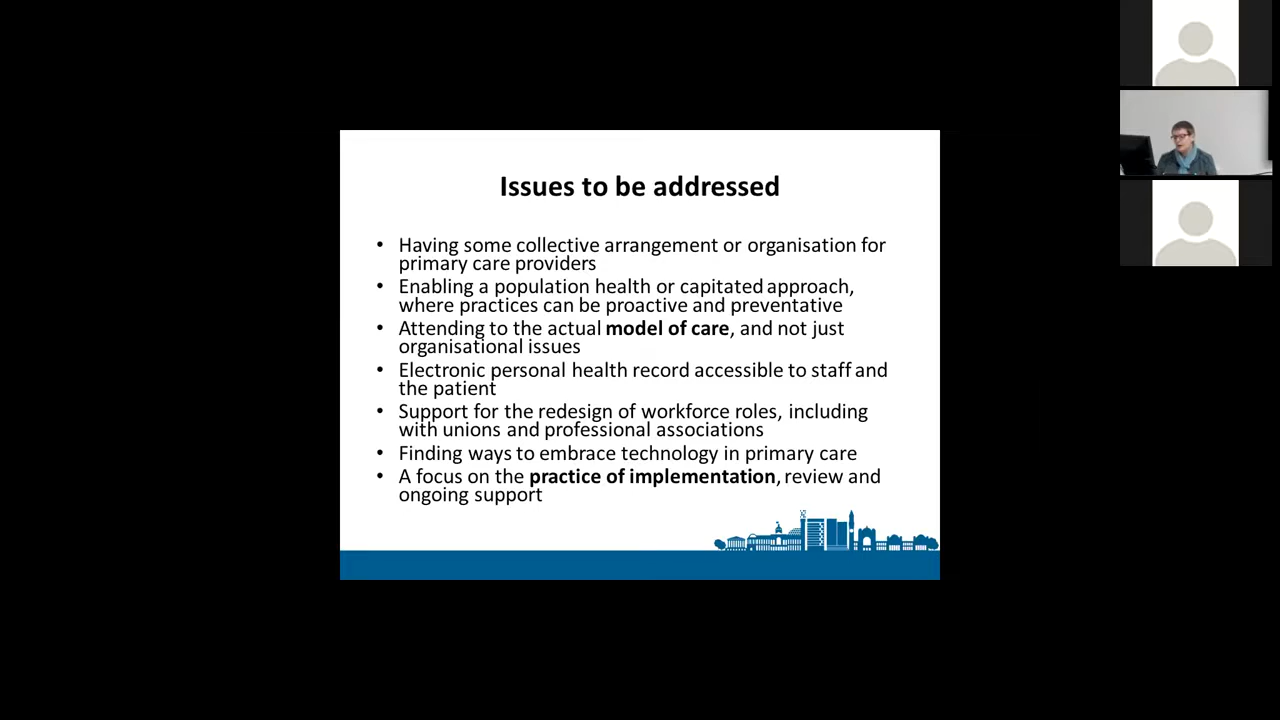 Issues to be addressed
• Having some collective arrangement or organisation for
primary care providers
• Enabling a population health or capitated approach,
where practices can be proactive and preventative
• Attending to the actual model of care, and not just
organisational issues
• Electronic personal health record accessible to staff and
the patient
• Support for the redesign of workforce roles, including
with unions and professional associations
• Finding ways to embrace technology in primary care
• A focus on the practice of implementation, review and
ongoing support